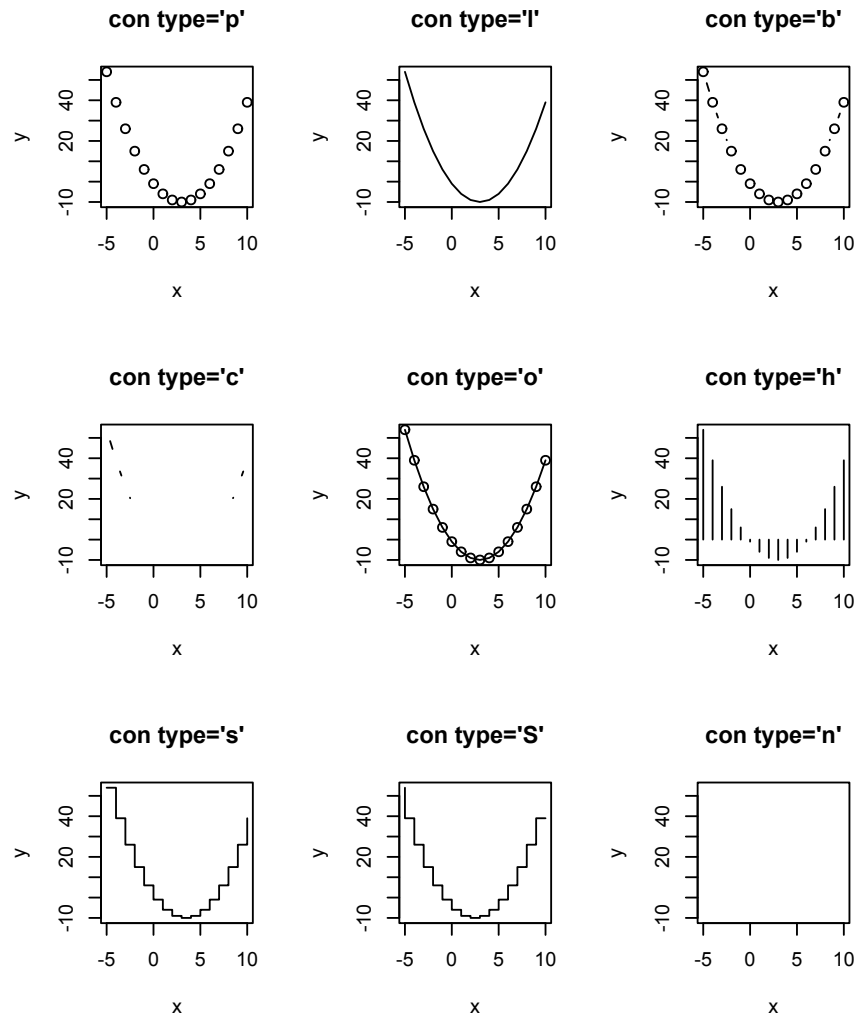 con type='p'
con type='l'
con type='b'
y
-10 20 40
-5 0 5 10
x
y
-10 20 40
-5 0 5 10
x
y
-10 20 40
-5 0 5 10
x
con type='c'
con type='o'
con type='h'
y
-10 20 40
-5 0 5 10
x
y
-10 20 40
-5 0 5 10
x
y
-10 20 40
-5 0 5 10
x
con type='s'
con type='S'
con type='n'
y
-10 20 40
-5 0 5 10
x
y
-10 20 40
-5 0 5 10
x
y
-10 20 40
-5 0 5 10
x